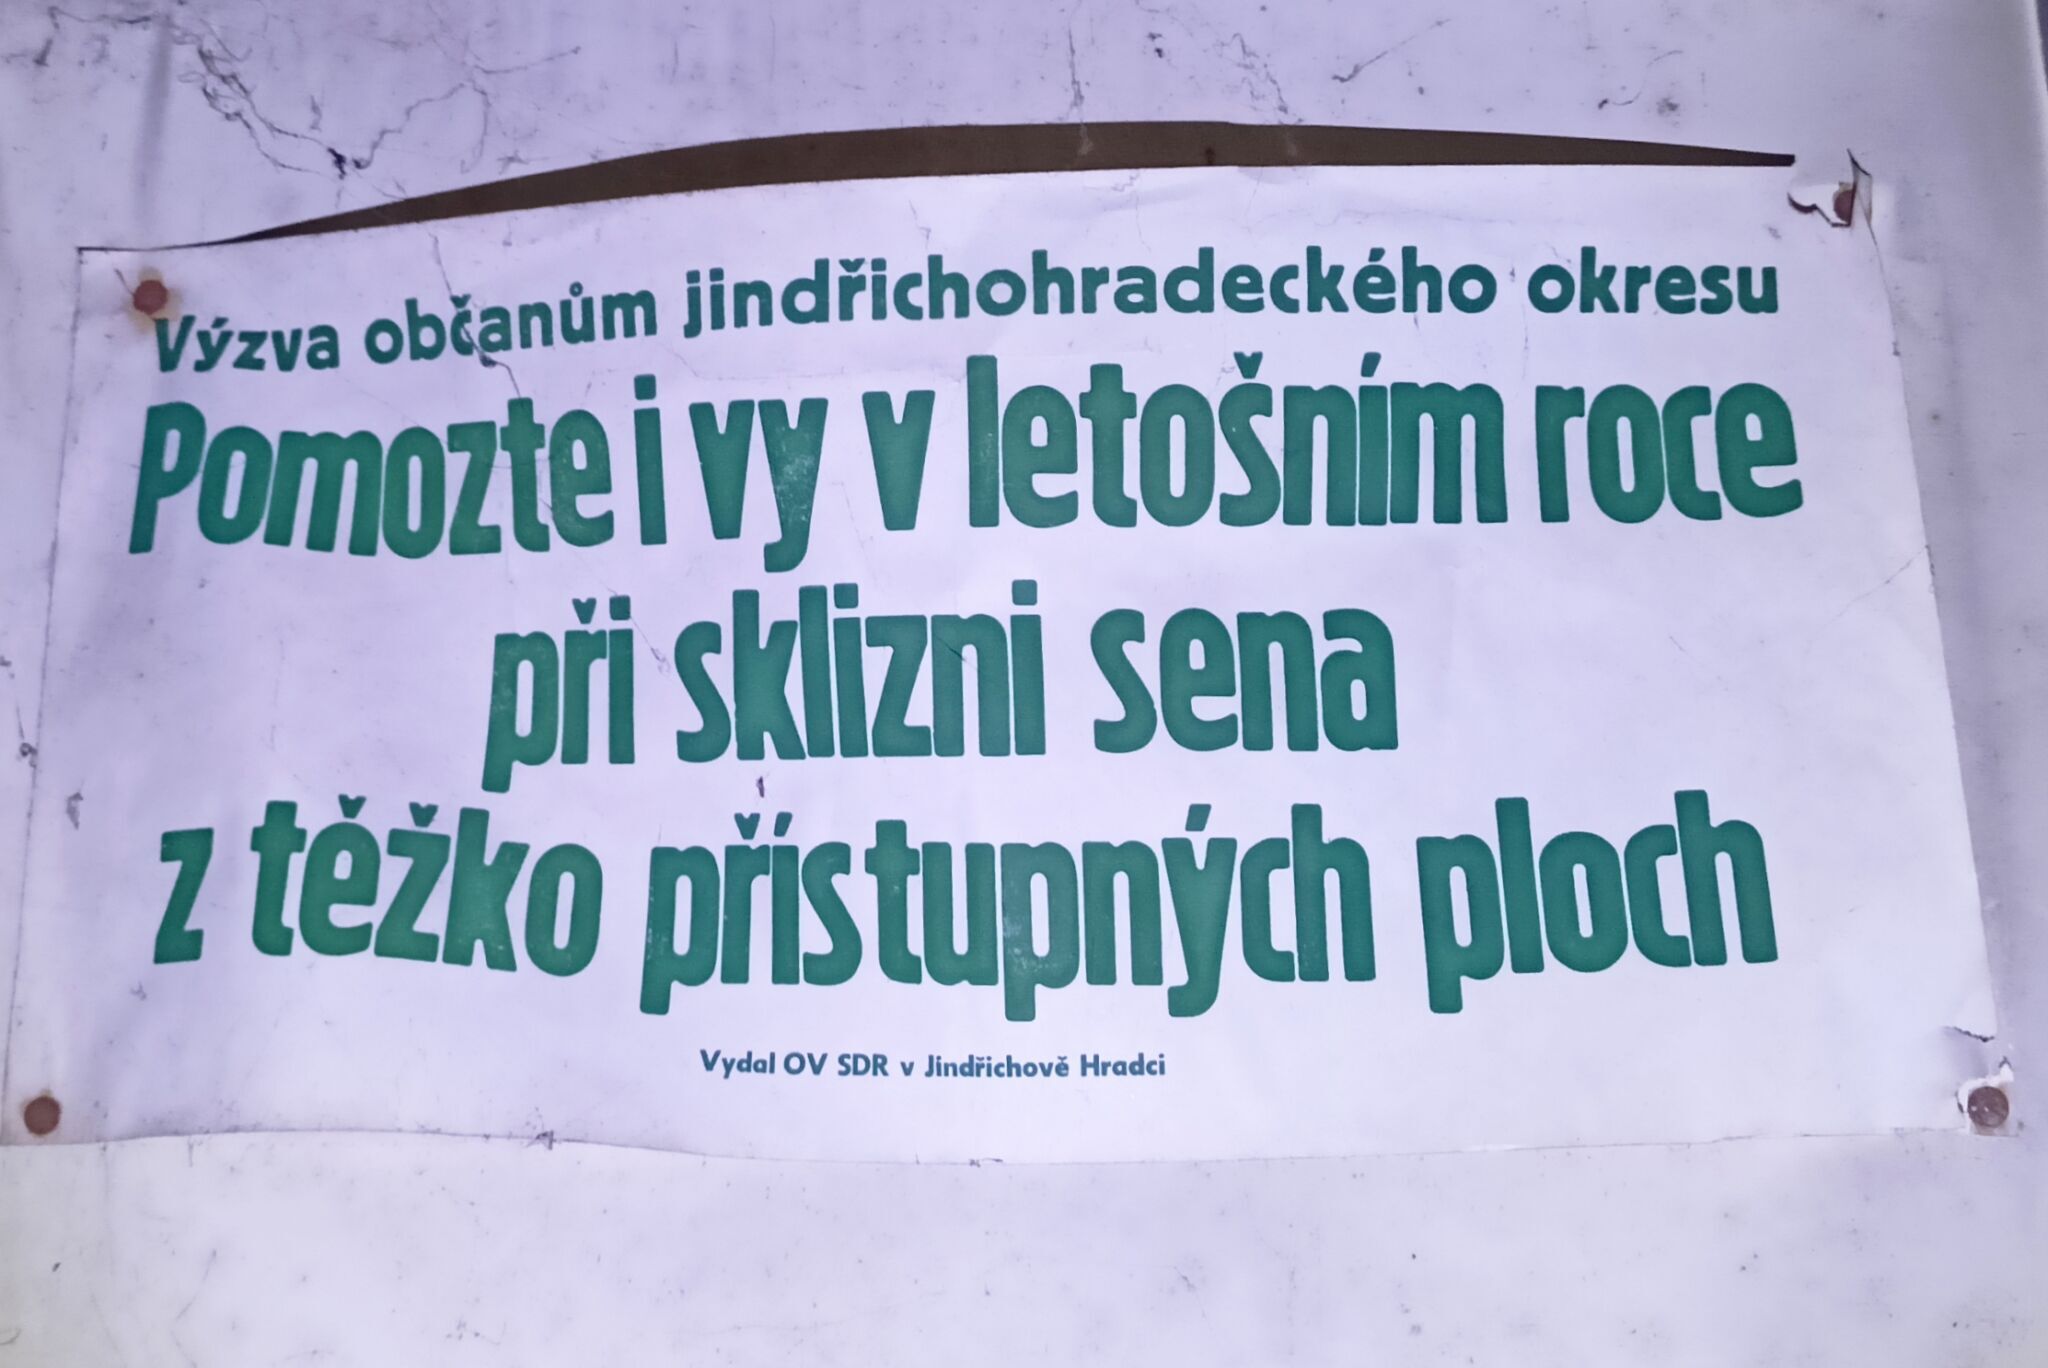 Výzva občanům jindřichohradeckého okresu
Pomozte i vy v letošním roce
při sklizni sena
z těžko přístupných ploch
Vydal OV SDR v Jindřichově Hradci